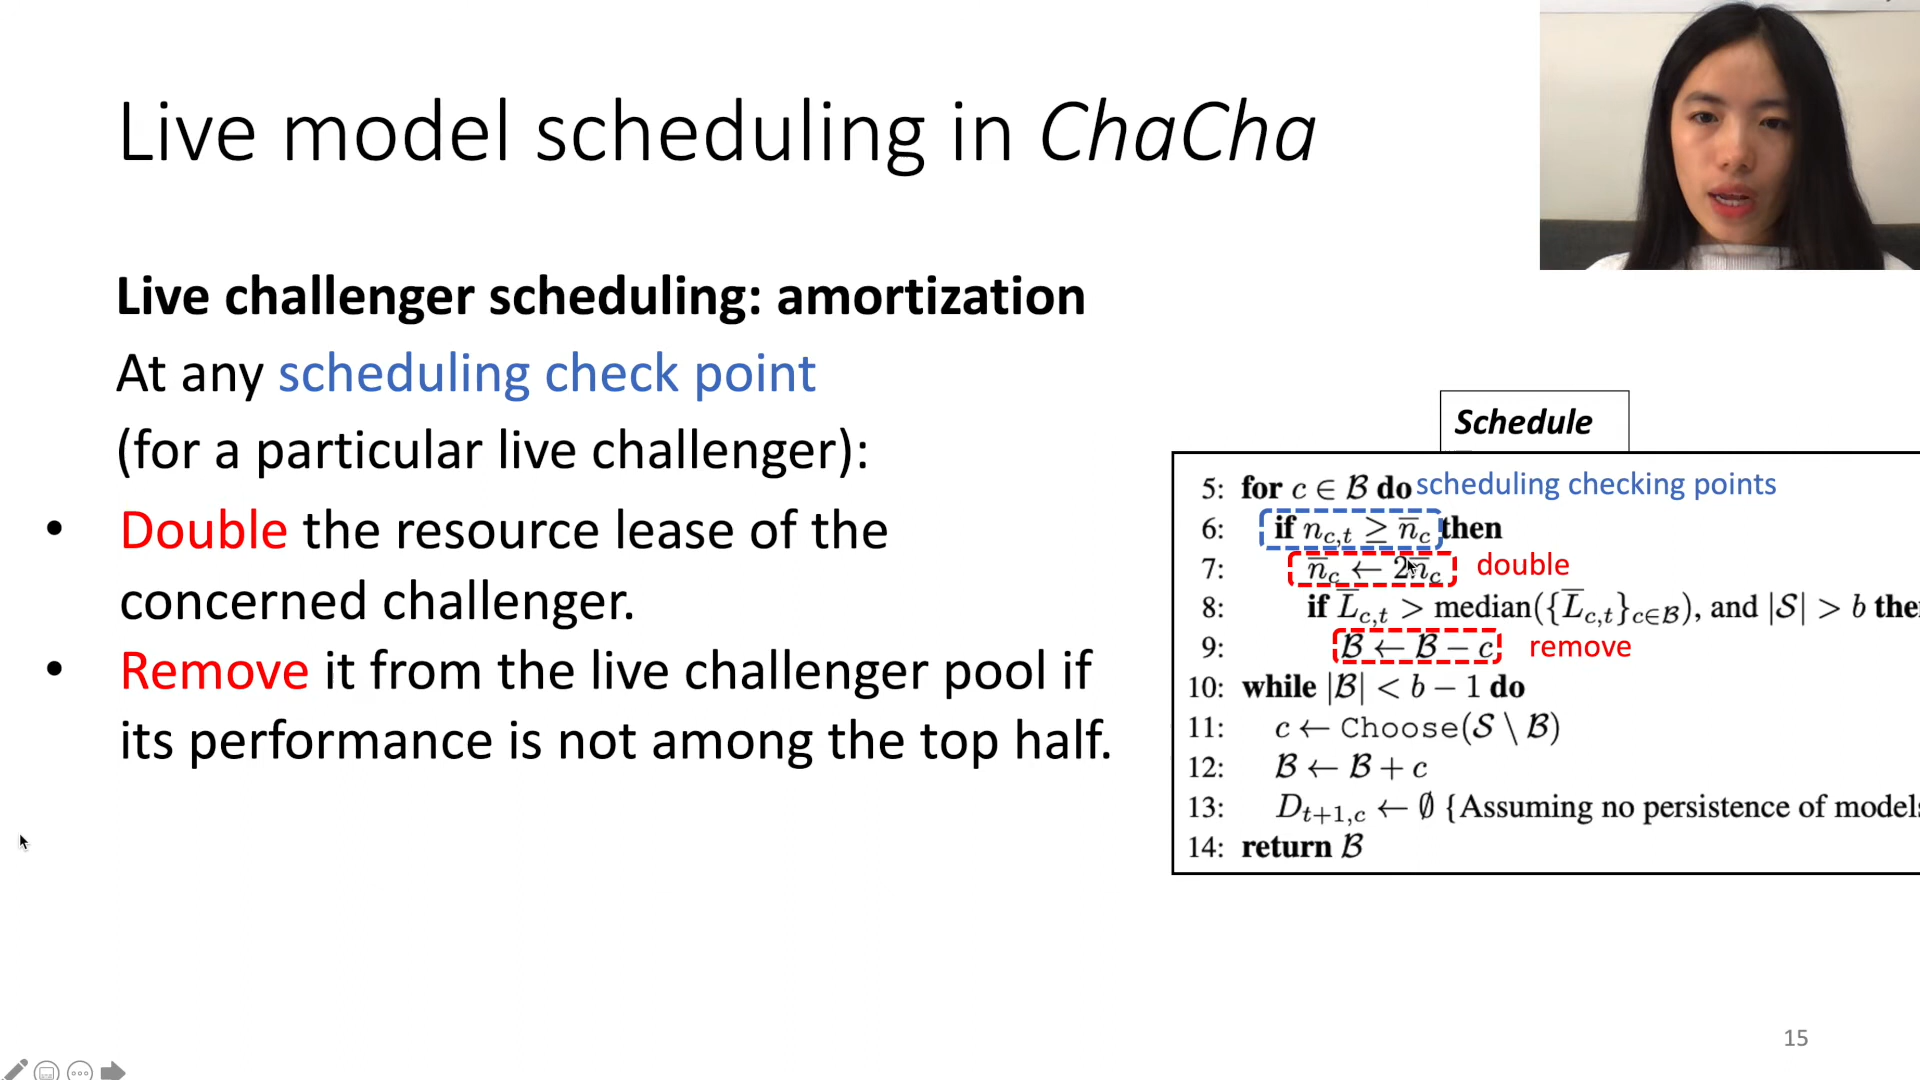 Live model scheduling in ChaCha
Live challenger scheduling: amortization
At any scheduling check point
(for a particular live challenger):
• Double the resource lease of the
concerned challenger.
• Remove it from the live challenger pool if
its performance is not among the top half.
Schedule
5: for c ∈ ℬ do scheduling checking points
6: if n_{c,t} ≥ n̅_c then
7: n̅_c ← 2n̅_c double
8: if L̅_{c,t} > median({L̅_{c,t}}_{c∈ℬ}), and |𝒮| > b the
9: ℬ ← ℬ − c remove
10: while |ℬ| < b − 1 do
11: c ← Choose(𝒮 \ ℬ)
12: ℬ ← ℬ + c
13: D_{t+1,c} ← ∅ {Assuming no persistence of models
14: return ℬ
15